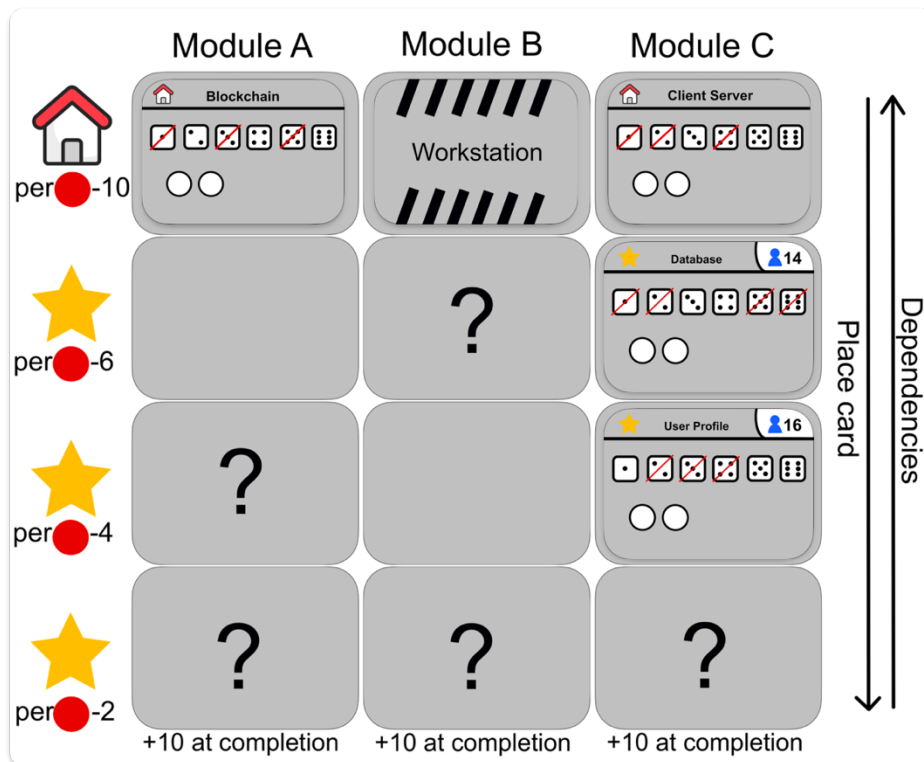 Module A
Module B
Module C
Blockchain
Workstation
Client Server
per -10
Database
14
?
per -6
User Profile
16
?
per -4
?
?
?
per -2
+10 at completion
+10 at completion
+10 at completion
Place card
Dependencies